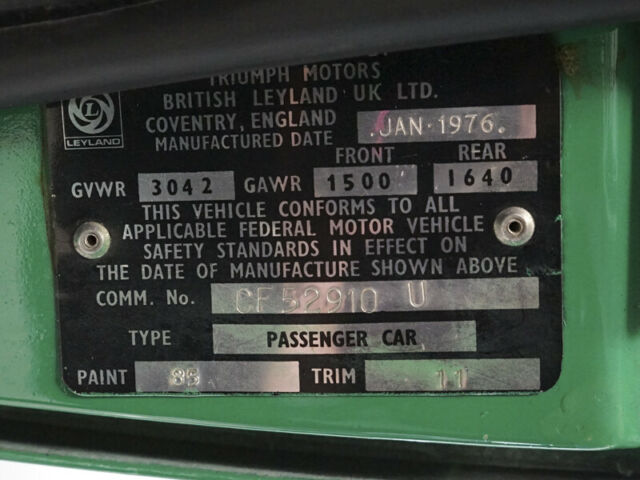 TRIUMPH MOTORS
BRITISH LEYLAND UK LTD.
COVENTRY, ENGLAND
MANUFACTURED DATE JAN·1976.
L
LEYLAND
FRONT REAR
GVWR 3042 GAWR 1500 1640
THIS VEHICLE CONFORMS TO ALL
APPLICABLE FEDERAL MOTOR VEHICLE
SAFETY STANDARDS IN EFFECT ON
THE DATE OF MANUFACTURE SHOWN ABOVE
COMM. No. CF 52910 U
TYPE PASSENGER CAR
PAINT 85 TRIM 11